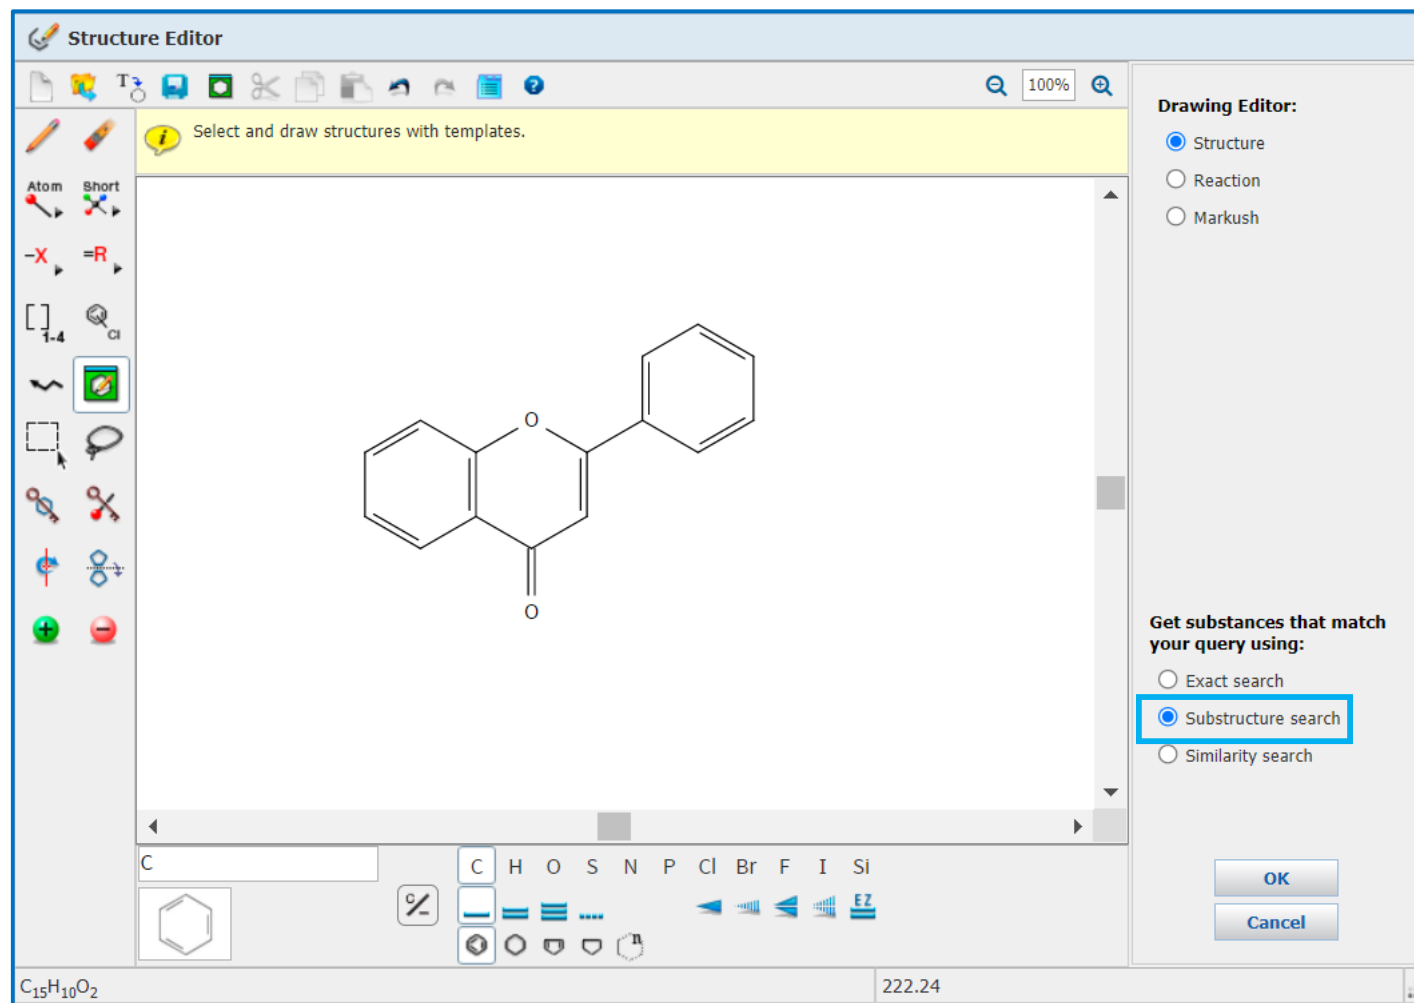 Structure Editor
T
100%
Select and draw structures with templates.
Drawing Editor:
Structure
Reaction
Markush
Atom Short
–X =R
[ ] 1-4 Cl
O
O
Get substances that match
your query using:
Exact search
Substructure search
Similarity search
C
C H O S N P Cl Br F I Si
C
E Z
n
OK
Cancel
C₁₅H₁₀O₂
222.24